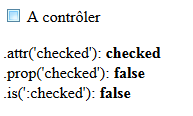 A contrôler
.attr('checked'): checked
.prop('checked'): false
.is(':checked'): false